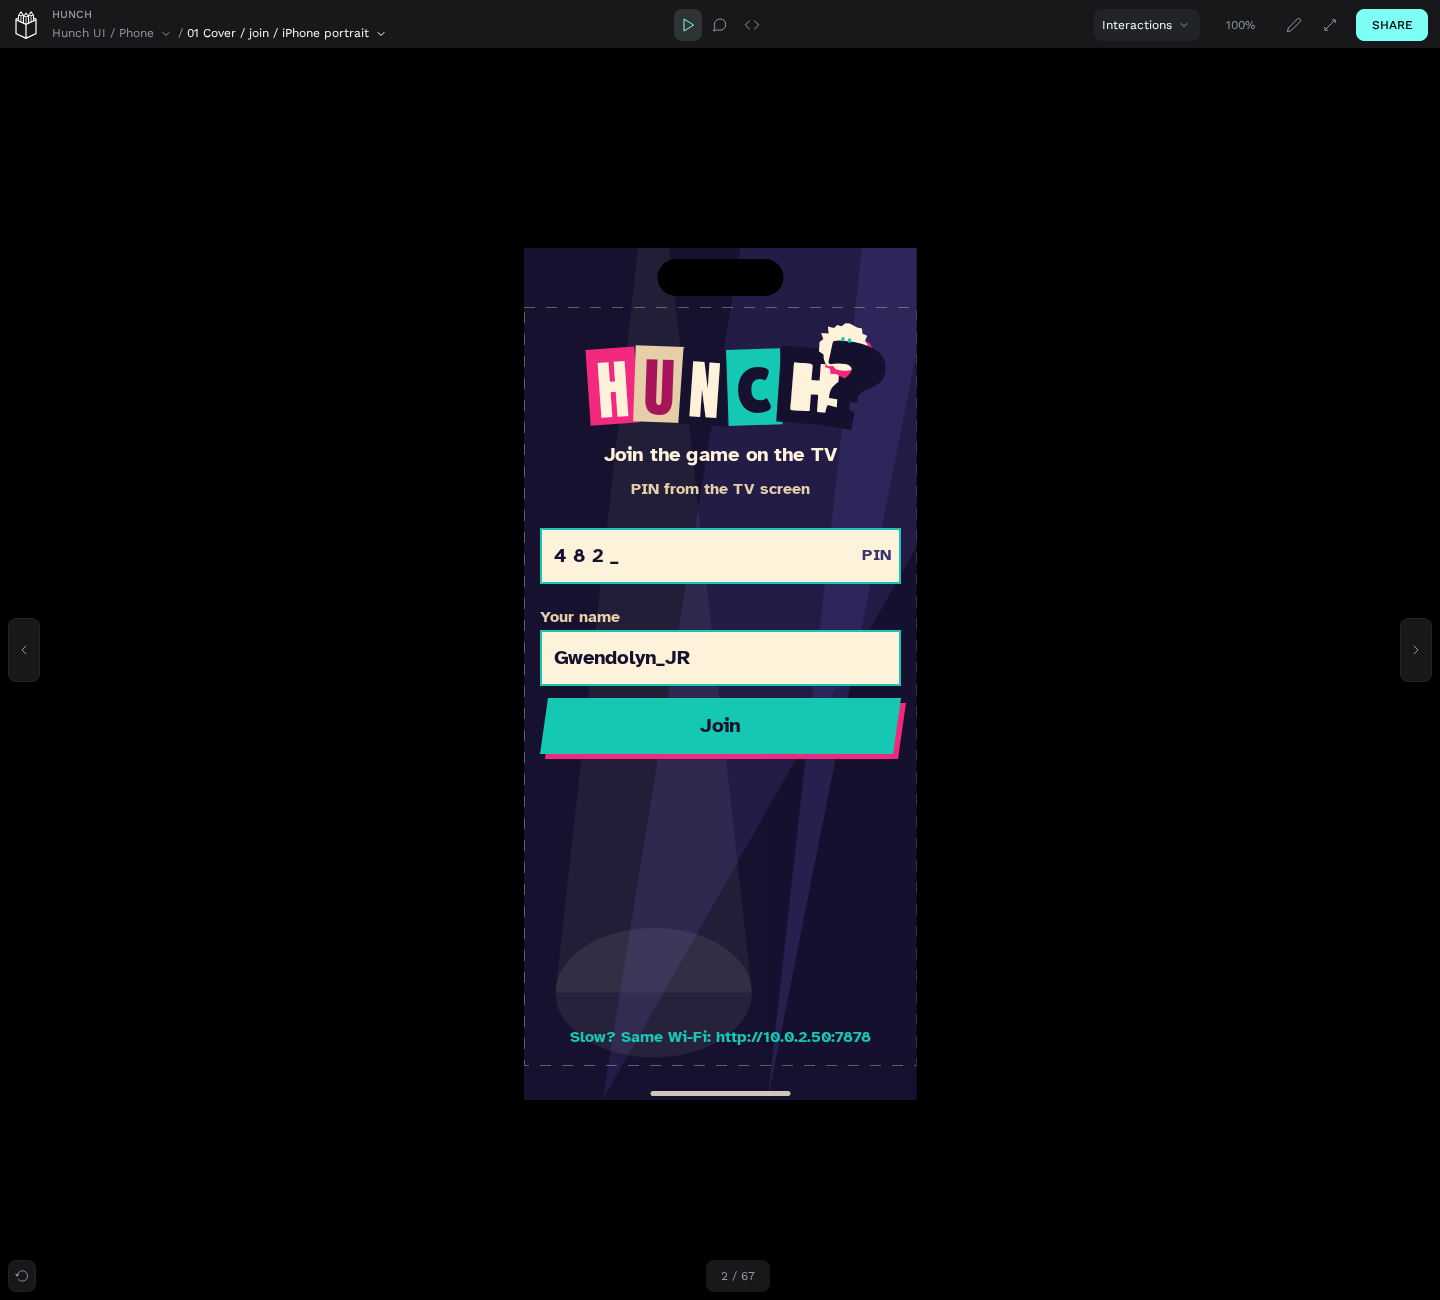 HUNCH
Hunch UI / Phone / 01 Cover / join / iPhone portrait
Interactions
100%
SHARE
HUNCH?
Join the game on the TV
PIN from the TV screen
4 8 2 _
PIN
Your name
Gwendolyn_JR
Join
Slow? Same Wi-Fi: http://10.0.2.50:7878
2 / 67